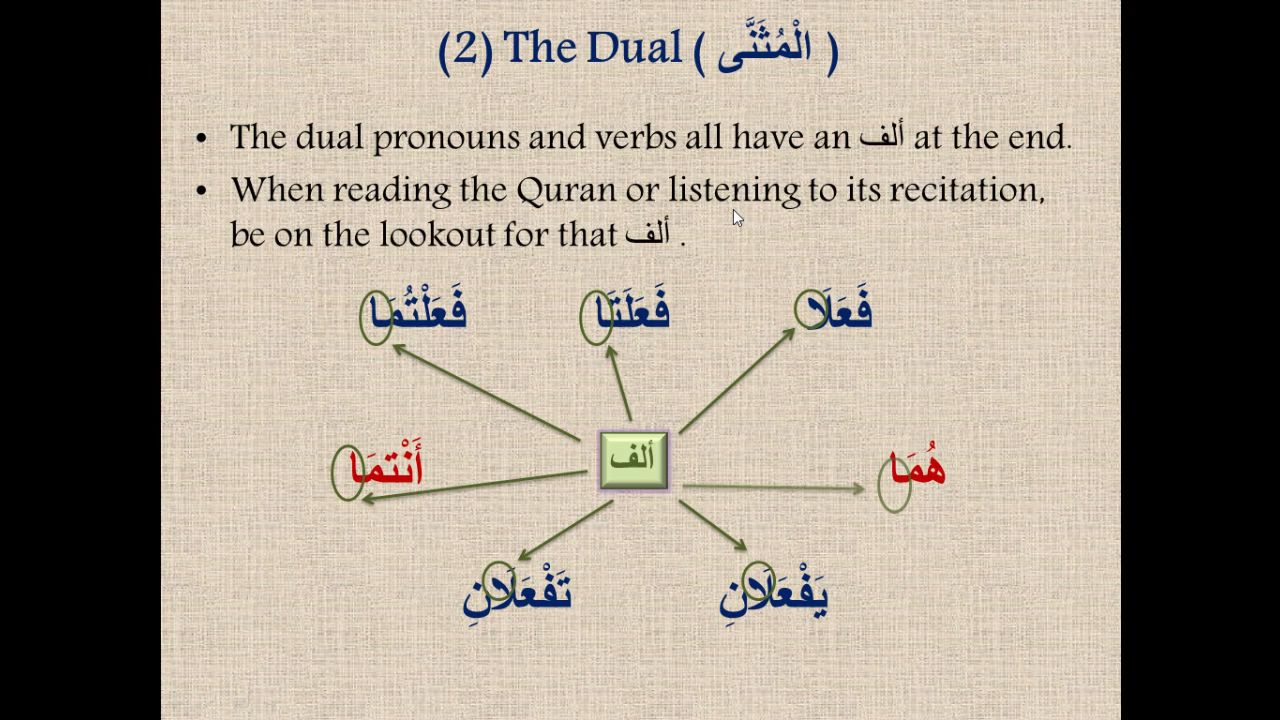 (2) The Dual ( الْمُثَنَّى )
• The dual pronouns and verbs all have an ألف at the end.
• When reading the Quran or listening to its recitation,
be on the lookout for that ألف .
فَعَلَا فَعَلَتَا فَعَلْتُمَا
هُمَا ألف أَنْتمَا
يَفْعَلَانِ تَفْعَلَانِ